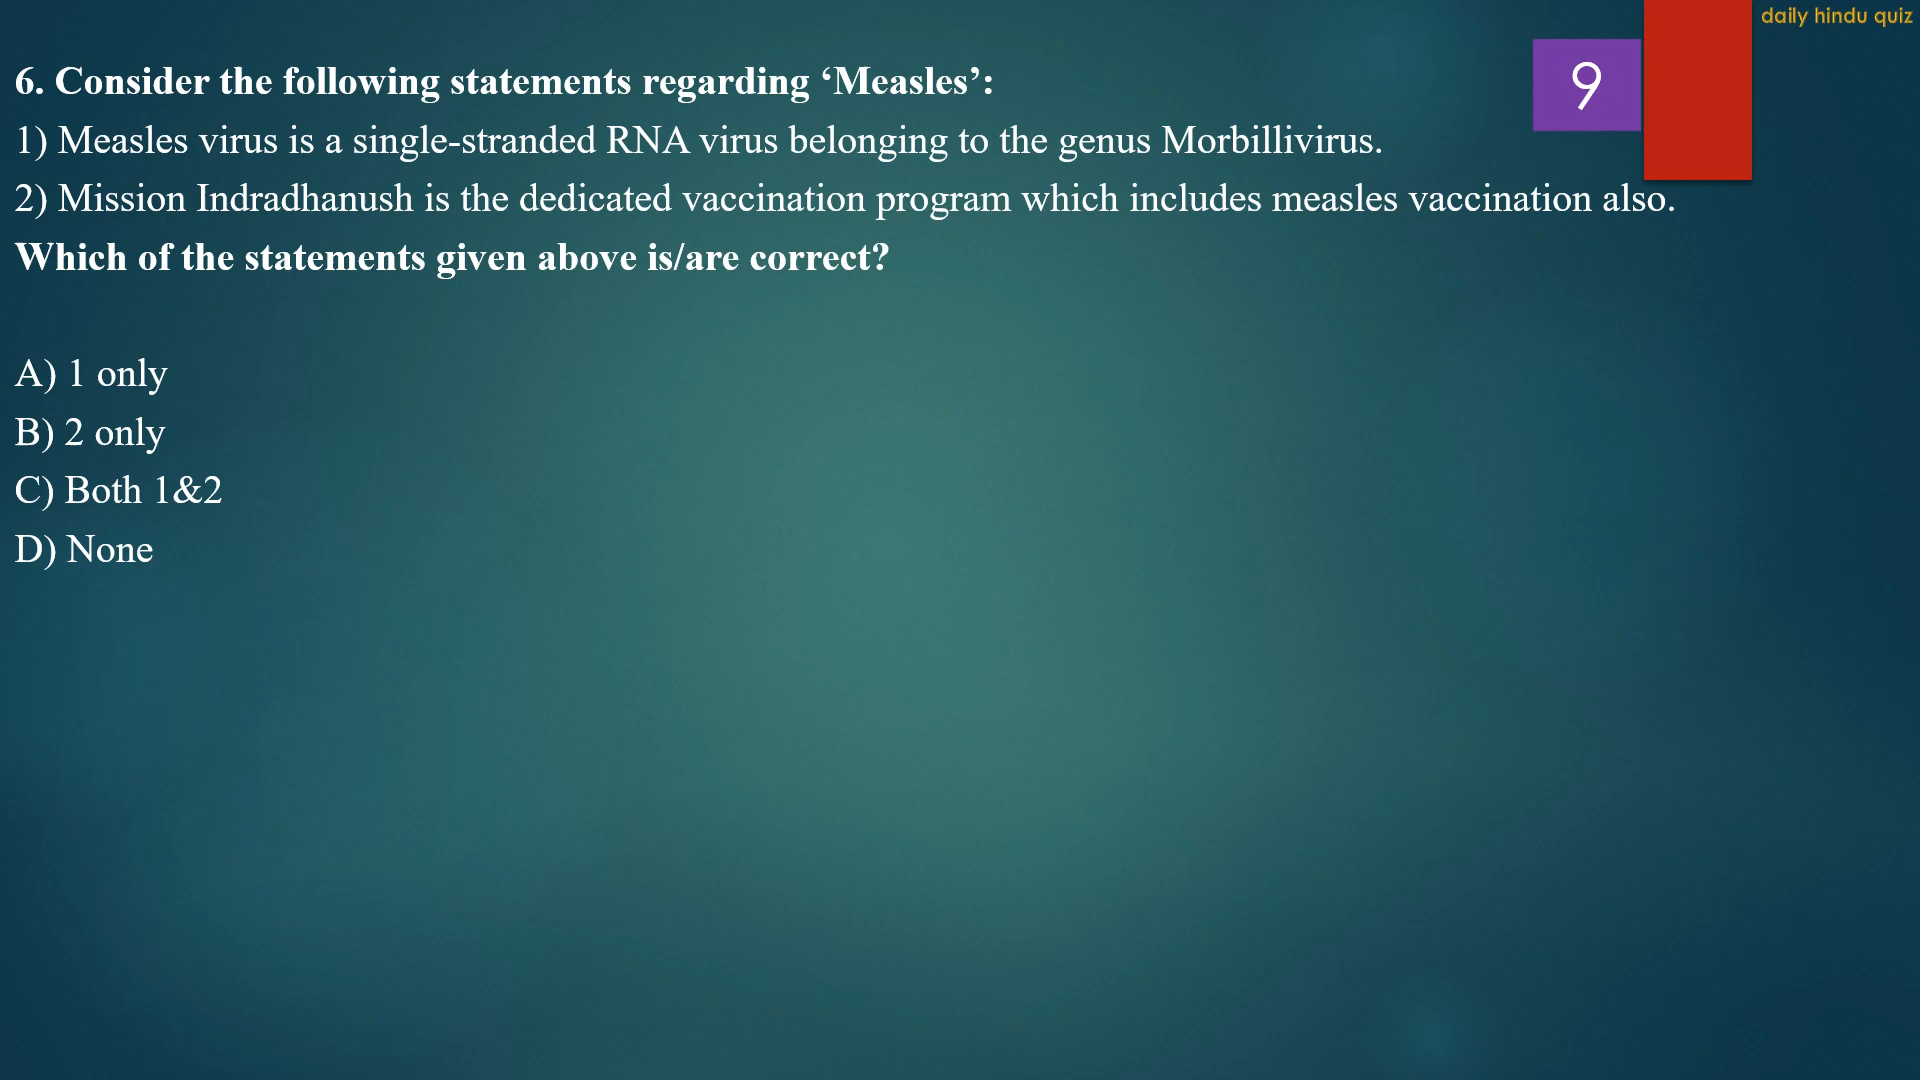 daily hindu quiz
9
6. Consider the following statements regarding ‘Measles’:
1) Measles virus is a single-stranded RNA virus belonging to the genus Morbillivirus.
2) Mission Indradhanush is the dedicated vaccination program which includes measles vaccination also.
Which of the statements given above is/are correct?
A) 1 only
B) 2 only
C) Both 1&2
D) None